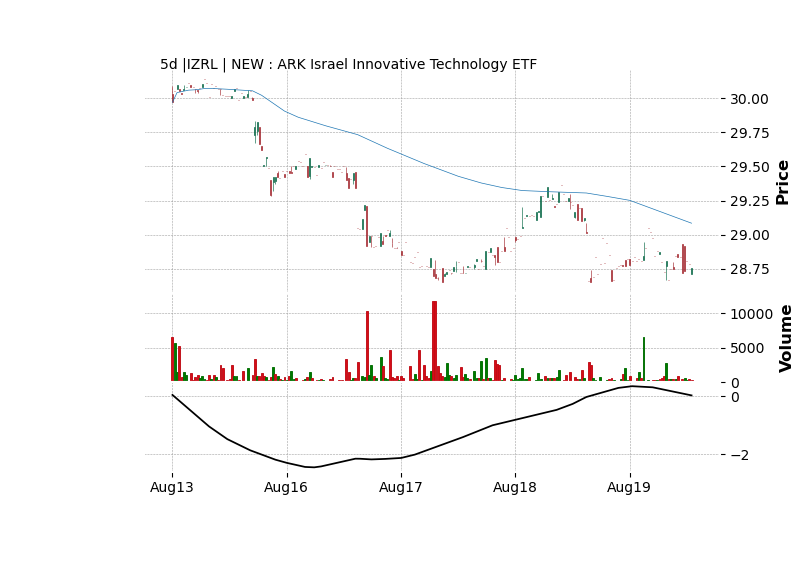 5d |IZRL | NEW : ARK Israel Innovative Technology ETF
30.00
29.75
29.50
29.25
29.00
28.75
Price
10000
5000
0
Volume
0
−2
Aug13
Aug16
Aug17
Aug18
Aug19